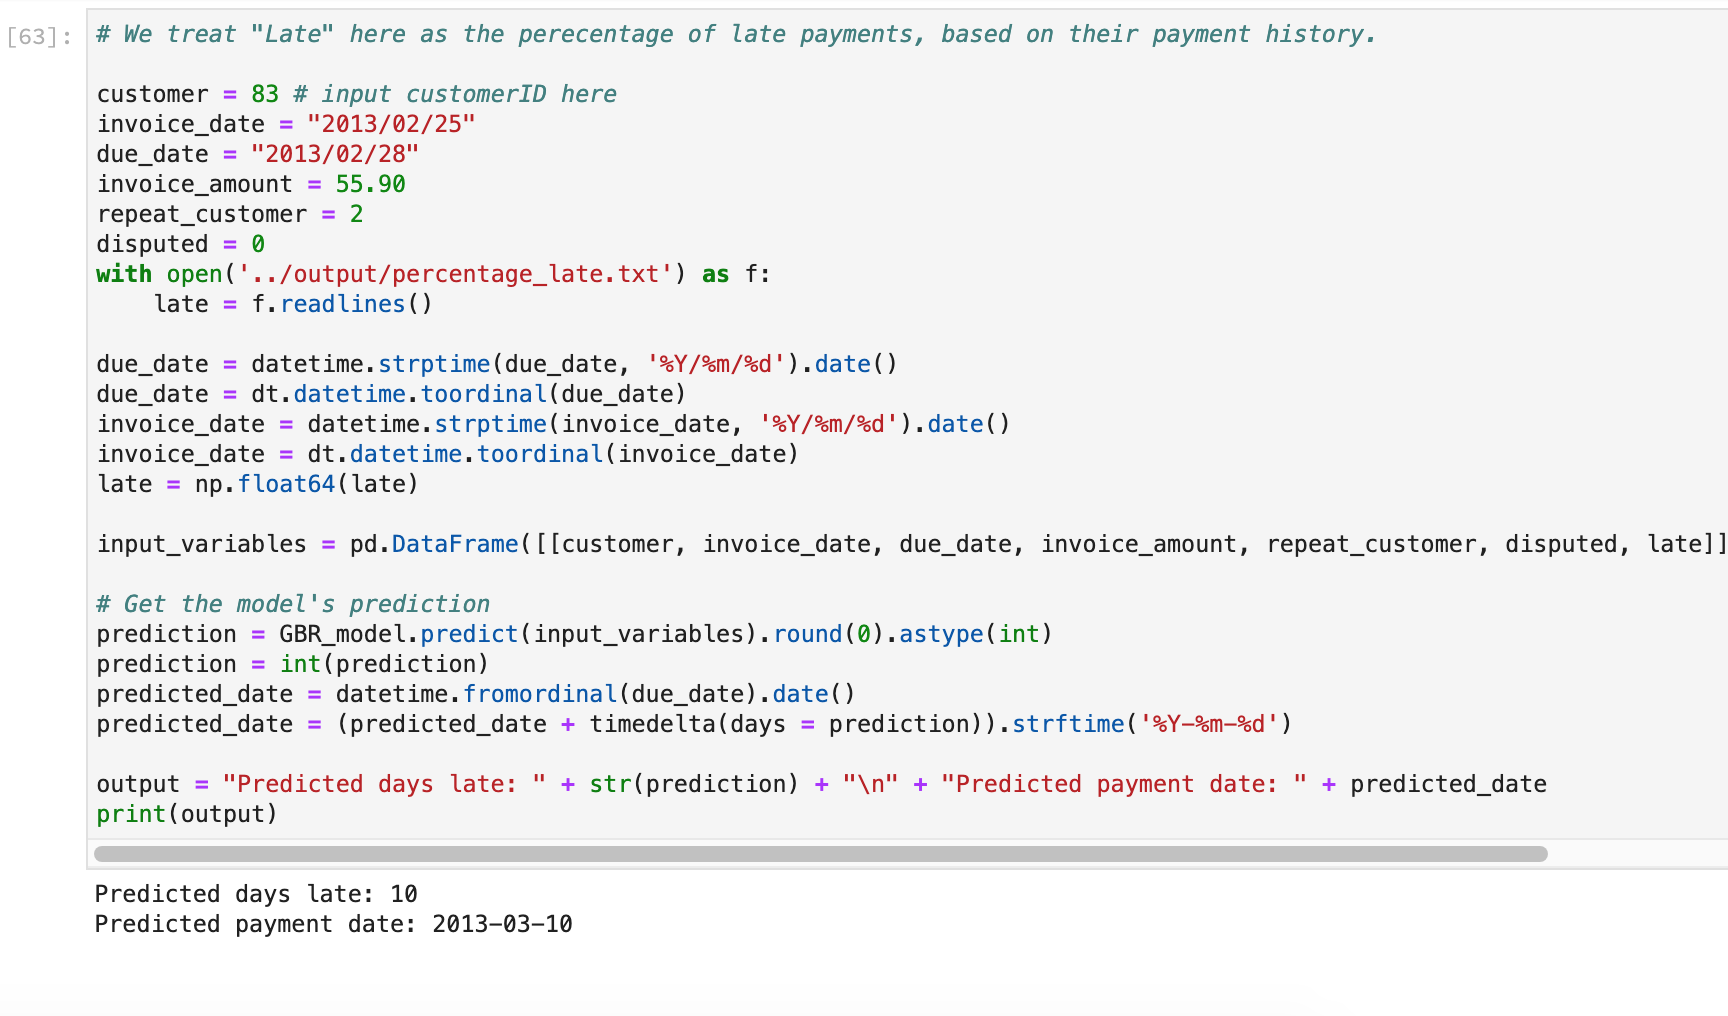 [63]:
# We treat "Late" here as the perecentage of late payments, based on their payment history.
customer = 83 # input customerID here
invoice_date = "2013/02/25"
due_date = "2013/02/28"
invoice_amount = 55.90
repeat_customer = 2
disputed = 0
with open('../output/percentage_late.txt') as f:
    late = f.readlines()
due_date = datetime.strptime(due_date, '%Y/%m/%d').date()
due_date = dt.datetime.toordinal(due_date)
invoice_date = datetime.strptime(invoice_date, '%Y/%m/%d').date()
invoice_date = dt.datetime.toordinal(invoice_date)
late = np.float64(late)
input_variables = pd.DataFrame([[customer, invoice_date, due_date, invoice_amount, repeat_customer, disputed, late]]
# Get the model's prediction
prediction = GBR_model.predict(input_variables).round(0).astype(int)
prediction = int(prediction)
predicted_date = datetime.fromordinal(due_date).date()
predicted_date = (predicted_date + timedelta(days = prediction)).strftime('%Y-%m-%d')
output = "Predicted days late: " + str(prediction) + "\n" + "Predicted payment date: " + predicted_date
print(output)
Predicted days late: 10
Predicted payment date: 2013-03-10